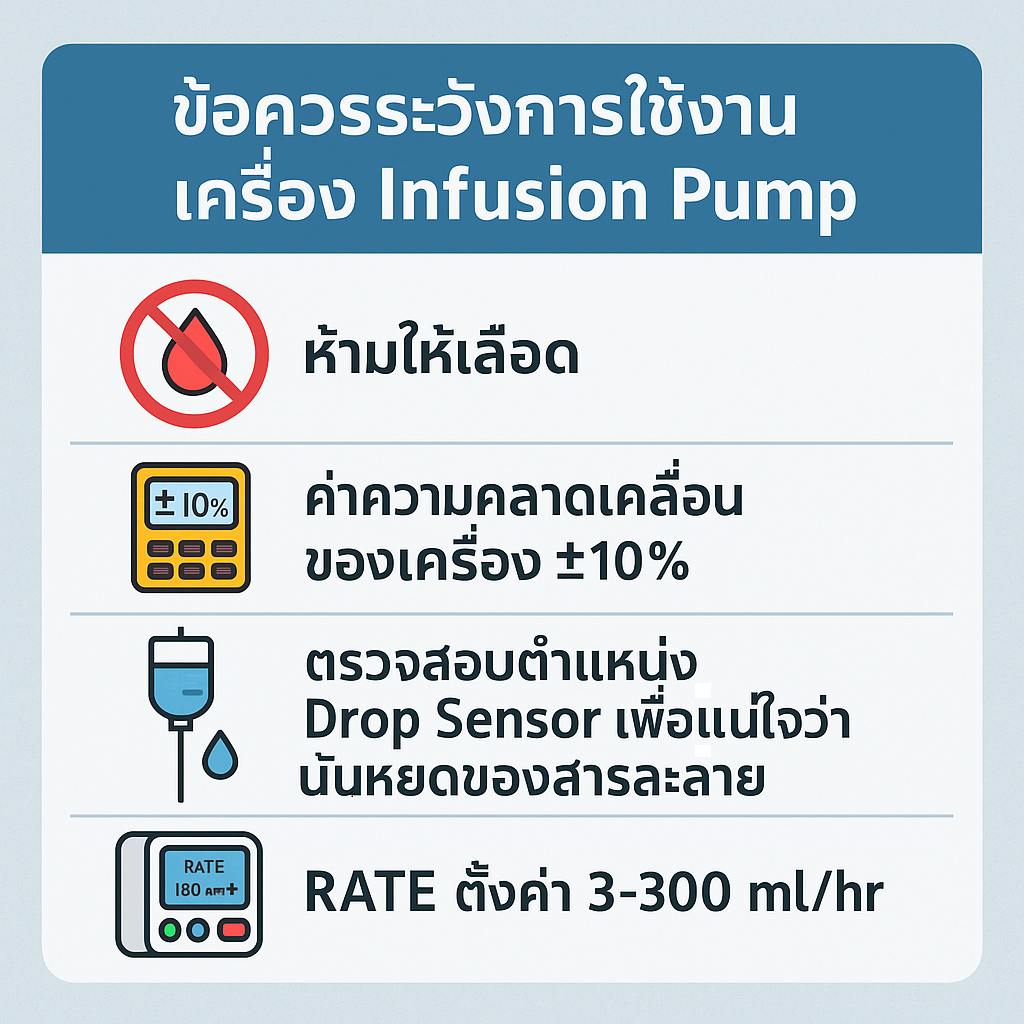 ข้อควรระวังการใช้งาน
เครื่อง Infusion Pump
ห้ามให้เลือด
±10%
ค่าความคลาดเคลื่อน
ของเครื่อง ±10%
ตรวจสอบตำแหน่ง
Drop Sensor เพื่อแน่ใจว่า
นันหยดของสารละลาย
RATE
180
RATE ตั้งค่า 3-300 ml/hr